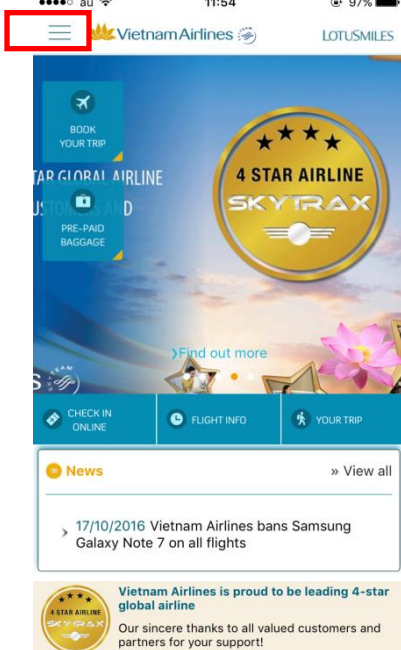 au 11:54 97%
Vietnam Airlines LOTUSMILES
BOOK
YOUR TRIP
TAR GLOBAL AIRLINE
AND
PRE-PAID
BAGGAGE
4 STAR AIRLINE
SKYTRAX
Find out more
SKYTEAM
S
CHECK IN
ONLINE
FLIGHT INFO
YOUR TRIP
News » View all
17/10/2016 Vietnam Airlines bans Samsung
Galaxy Note 7 on all flights
4 STAR AIRLINE
SKYTRAX
Vietnam Airlines is proud to be leading 4-star
global airline
Our sincere thanks to all valued customers and
partners for your support!